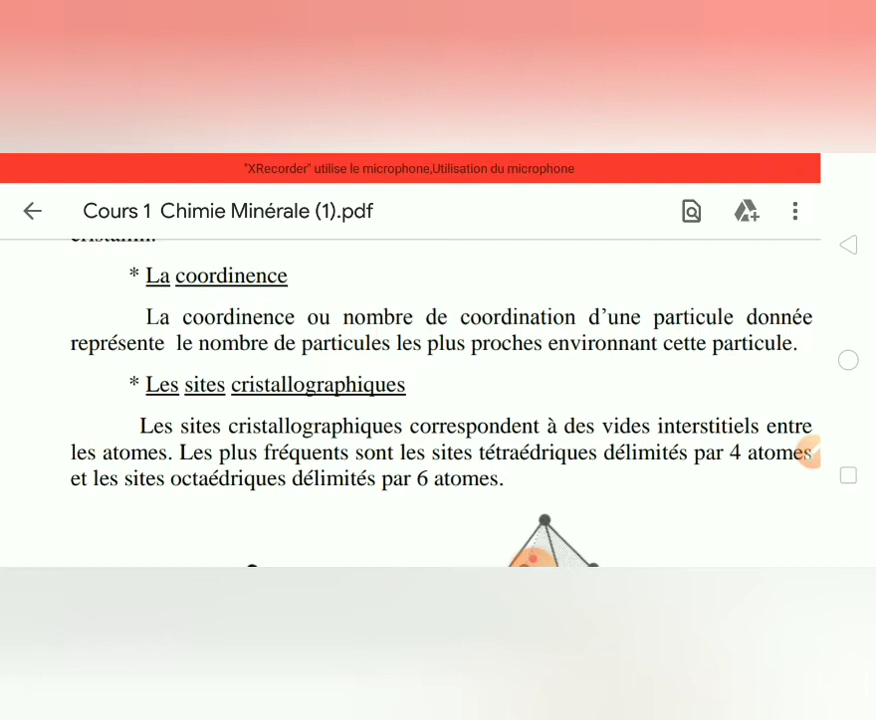 "XRecorder" utilise le microphone,Utilisation du microphone
Cours 1 Chimie Minérale (1).pdf
* La coordinence
La coordinence ou nombre de coordination d’une particule donnée
représente le nombre de particules les plus proches environnant cette particule.
* Les sites cristallographiques
Les sites cristallographiques correspondent à des vides interstitiels entre
les atomes. Les plus fréquents sont les sites tétraédriques délimités par 4 atomes
et les sites octaédriques délimités par 6 atomes.